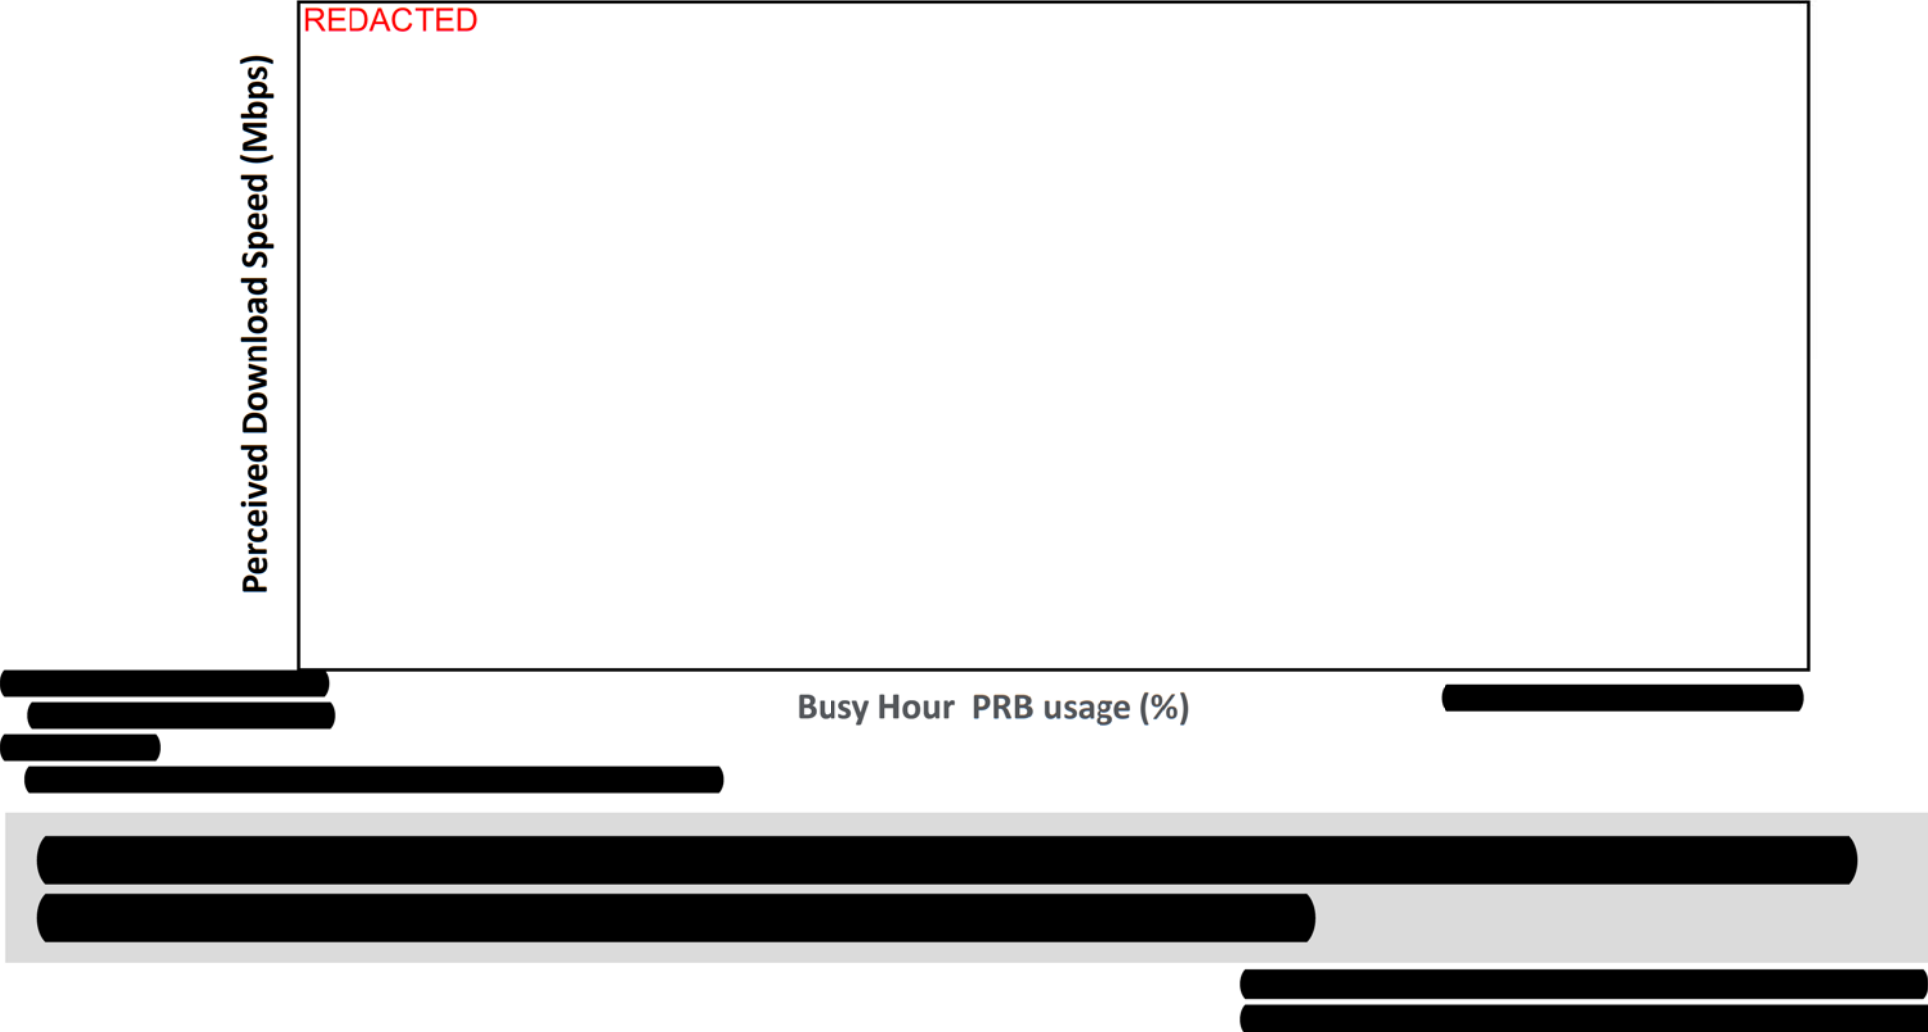 REDACTED
Perceived Download Speed (Mbps)
Busy Hour PRB usage (%)